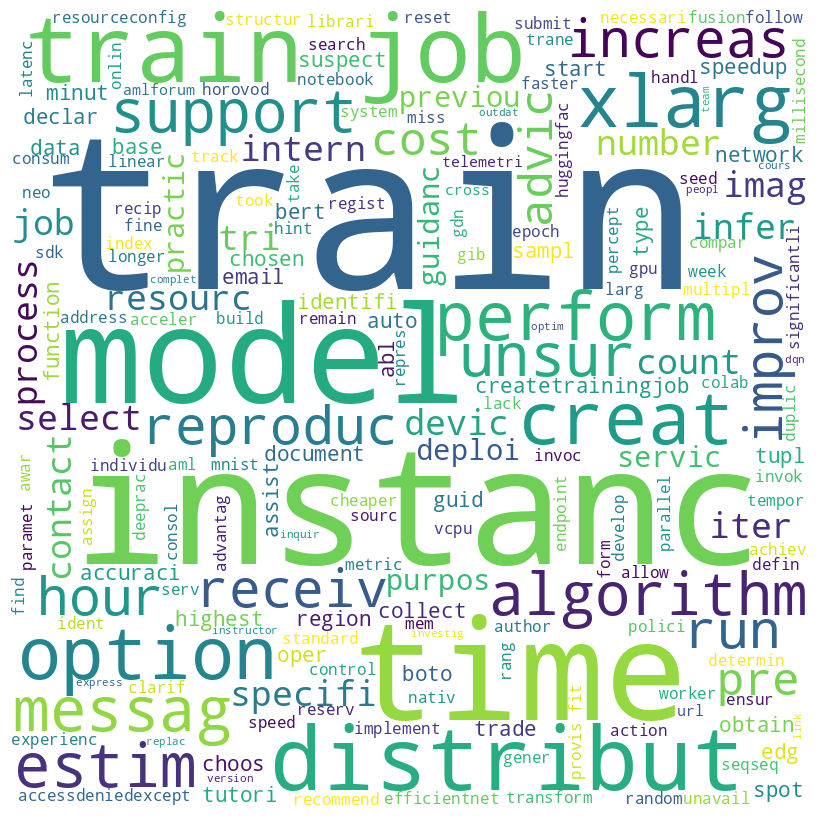 resourceconfig structur librari reset submit necessari fusion follow
train job increas
latenc onlin amlforum horovod suspect notebook search trane start speedup handl millisecond
minut support previou xlarg faster
declar cost system miss outdat advic huggingfac number team
data base intern network
consum linear track telemetri cours
train
neo recip took take bert regist cross seed imag
job practic tri hint guidanc gdn epoch sampl percept type peopl infer
sdk index fine longer email chosen gib gpu week compar
process function resourc identifi larg multipl improv significantli
address acceler build remain auto abl repres perform optim dqn
complet
model unsur count
createtrainingjob colab duplic
select reproduc devic lack creat
contact document deploi invoc servic tupl
awar individu aml mnist assist invok
instanc
paramet assign deeprac consol advantag cheaper sourc guid vcpu endpoint develop parallel tempor
inquir iter
find accuraci metric form achiev
hour serv receiv purpos allow defin algorithm
highest region collect
ident instructor standard mem author rang polici run
option time
oper control determin
express clarif specifi boto nativ worker url pre
messag reserv ensur
speed implement trade action obtain
experienc replac provis fit edg
estim choos distribut gener link
version seqseq
accessdeniedexcept tutori recommend efficientnet transform random unavail spot
investig